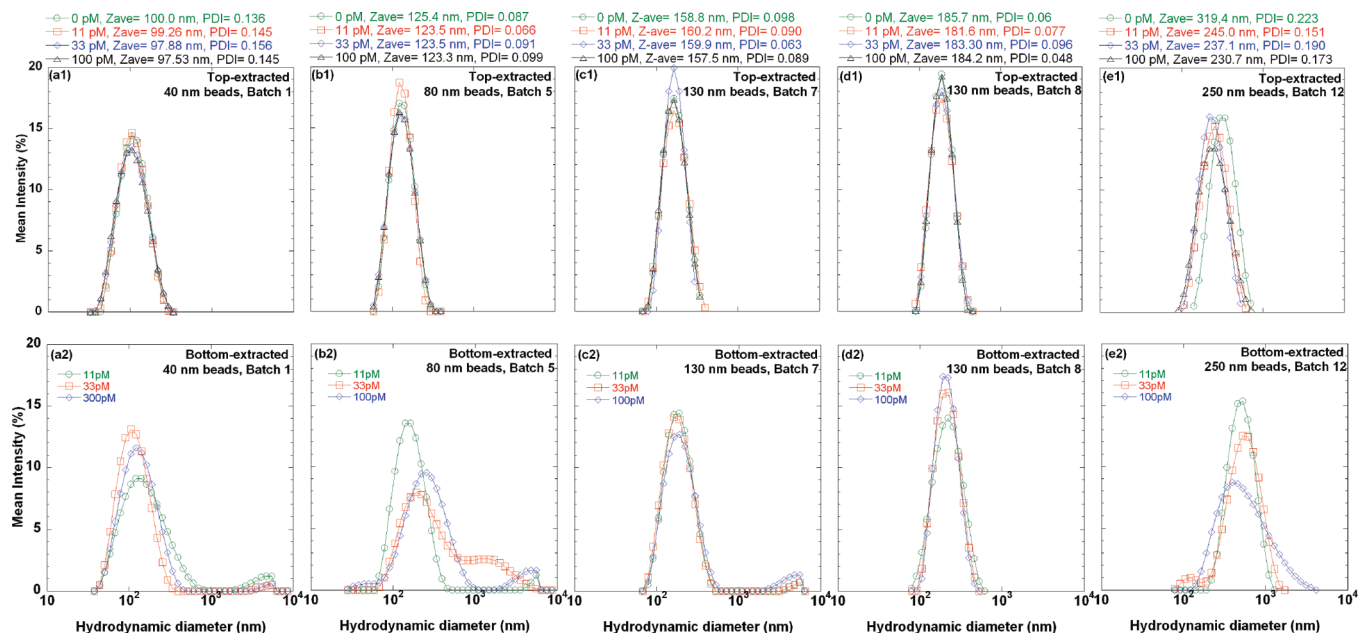 0 pM, Zave= 100.0 nm, PDI= 0.136
11 pM, Zave= 99.26 nm, PDI= 0.145
33 pM, Zave= 97.88 nm, PDI= 0.156
100 pM, Zave= 97.53 nm, PDI= 0.145
0 pM, Zave= 125.4 nm, PDI= 0.087
11 pM, Zave= 123.5 nm, PDI= 0.066
33 pM, Zave= 123.5 nm, PDI= 0.091
100 pM, Zave= 123.3 nm, PDI= 0.099
0 pM, Z-ave= 158.8 nm, PDI= 0.098
11 pM, Z-ave= 160.2 nm, PDI= 0.090
33 pM, Z-ave= 159.9 nm, PDI= 0.063
100 pM, Z-ave= 157.5 nm, PDI= 0.089
0 pM, Zave= 185.7 nm, PDI= 0.06
11 pM, Zave= 181.6 nm, PDI= 0.077
33 pM, Zave= 183.30 nm, PDI= 0.096
100 pM, Zave= 184.2 nm, PDI= 0.048
0 pM, Zave= 319,4 nm, PDI= 0.223
11 pM, Zave= 245.0 nm, PDI= 0.151
33 pM, Zave= 237.1 nm, PDI= 0.190
100 pM, Zave= 230.7 nm, PDI= 0.173
Mean Intensity (%)
20
15
10
5
0
(a1)
Top-extracted
40 nm beads, Batch 1
(b1)
Top-extracted
80 nm beads, Batch 5
(c1)
Top-extracted
130 nm beads, Batch 7
(d1)
Top-extracted
130 nm beads, Batch 8
(e1)
Top-extracted
250 nm beads, Batch 12
Mean Intensity (%)
20
15
10
5
0
(a2)
Bottom-extracted
40 nm beads, Batch 1
11pM
33pM
300pM
(b2)
Bottom-extracted
80 nm beads, Batch 5
11pM
33pM
100pM
(c2)
Bottom-extracted
130 nm beads, Batch 7
11pM
33pM
100pM
(d2)
Bottom-extracted
130 nm beads, Batch 8
11pM
33pM
100pM
(e2)
Bottom-extracted
250 nm beads, Batch 12
11pM
33pM
100pM
10 10² 10³ 10⁴ 10 10² 10³ 10⁴ 10 10² 10³ 10⁴ 10 10² 10³ 10⁴ 10 10² 10³ 10⁴
Hydrodynamic diameter (nm) Hydrodynamic diameter (nm) Hydrodynamic diameter (nm) Hydrodynamic diameter (nm) Hydrodynamic diameter (nm)